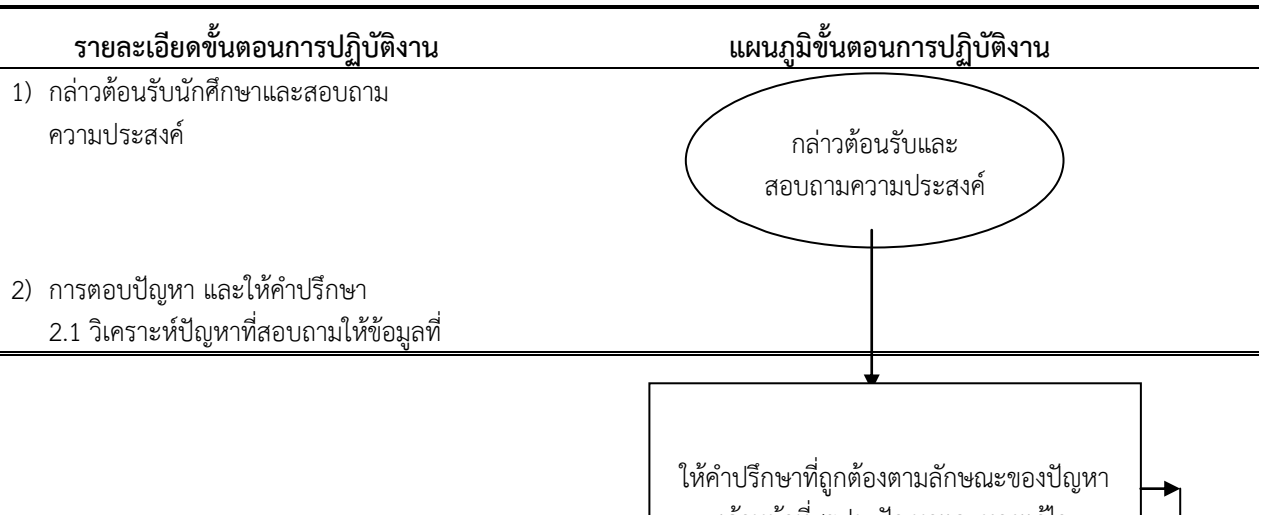 รายละเอียดขั้นตอนการปฏิบัติงาน
แผนภูมิขั้นตอนการปฏิบัติงาน
1) กล่าวต้อนรับนักศึกษาและสอบถาม
ความประสงค์
กล่าวต้อนรับและ
สอบถามความประสงค์
2) การตอบปัญหา และให้คำปรึกษา
2.1 วิเคราะห์ปัญหาที่สอบถามให้ข้อมูลที่
ให้คำปรึกษาที่ถูกต้องตามลักษณะของปัญหา